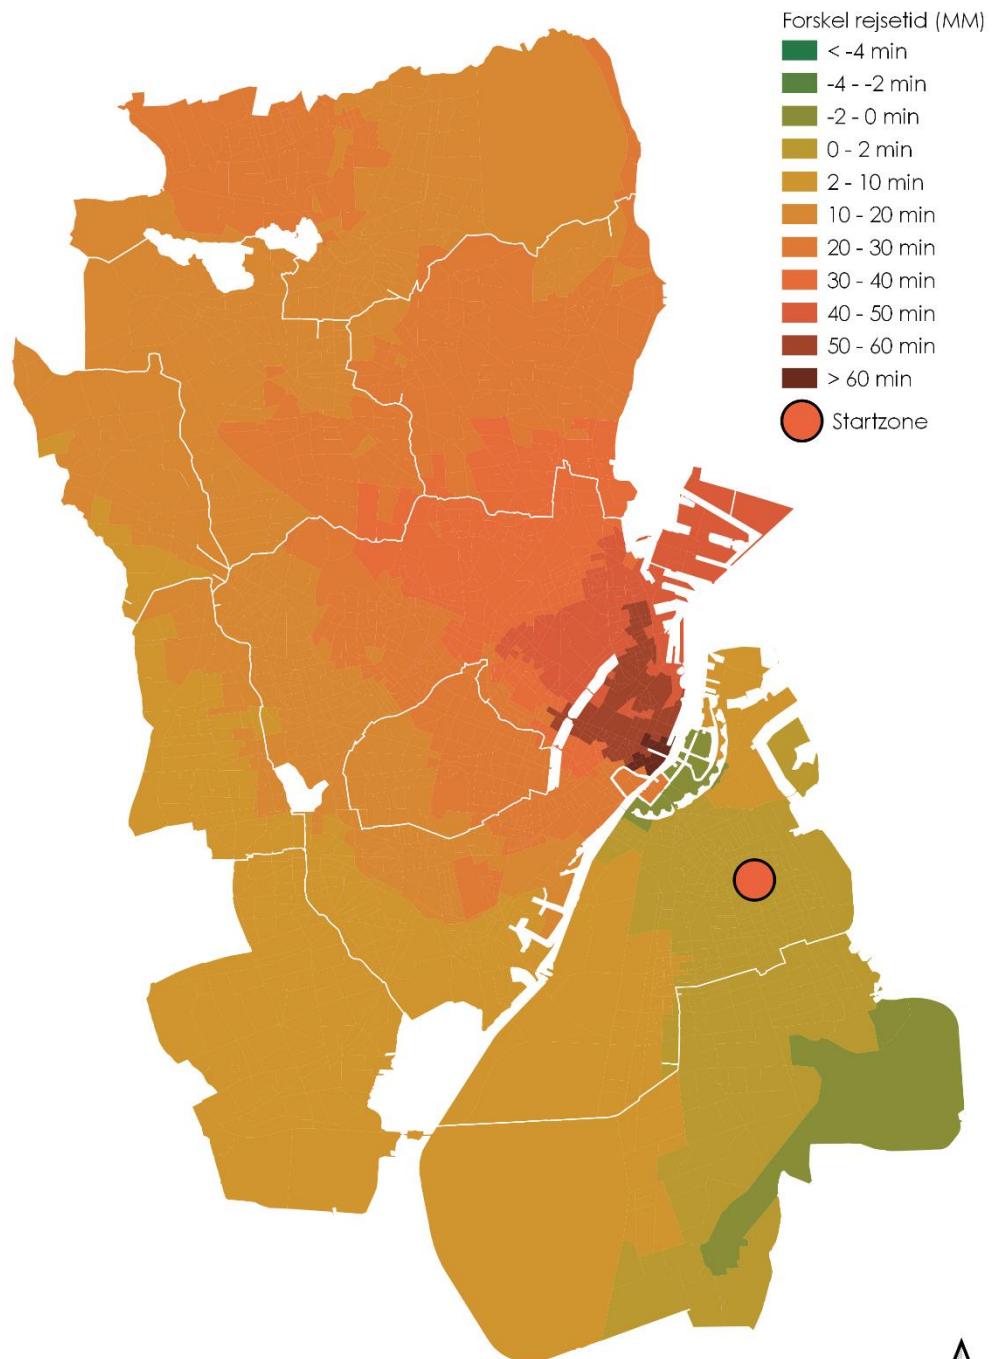 Forskel rejsetid (MM)
< -4 min
-4 - -2 min
-2 - 0 min
0 - 2 min
2 - 10 min
10 - 20 min
20 - 30 min
30 - 40 min
40 - 50 min
50 - 60 min
> 60 min
Startzone